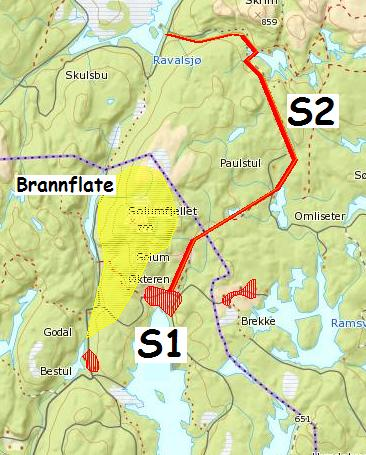 Skrim
859
Ravalsjø
Skulsbu
S2
Paulstul
Brannflate
Solumfjellet
Omliseter
Solum
Økteren
Brekke
Ramsv
Godal
S1
Bestul
651